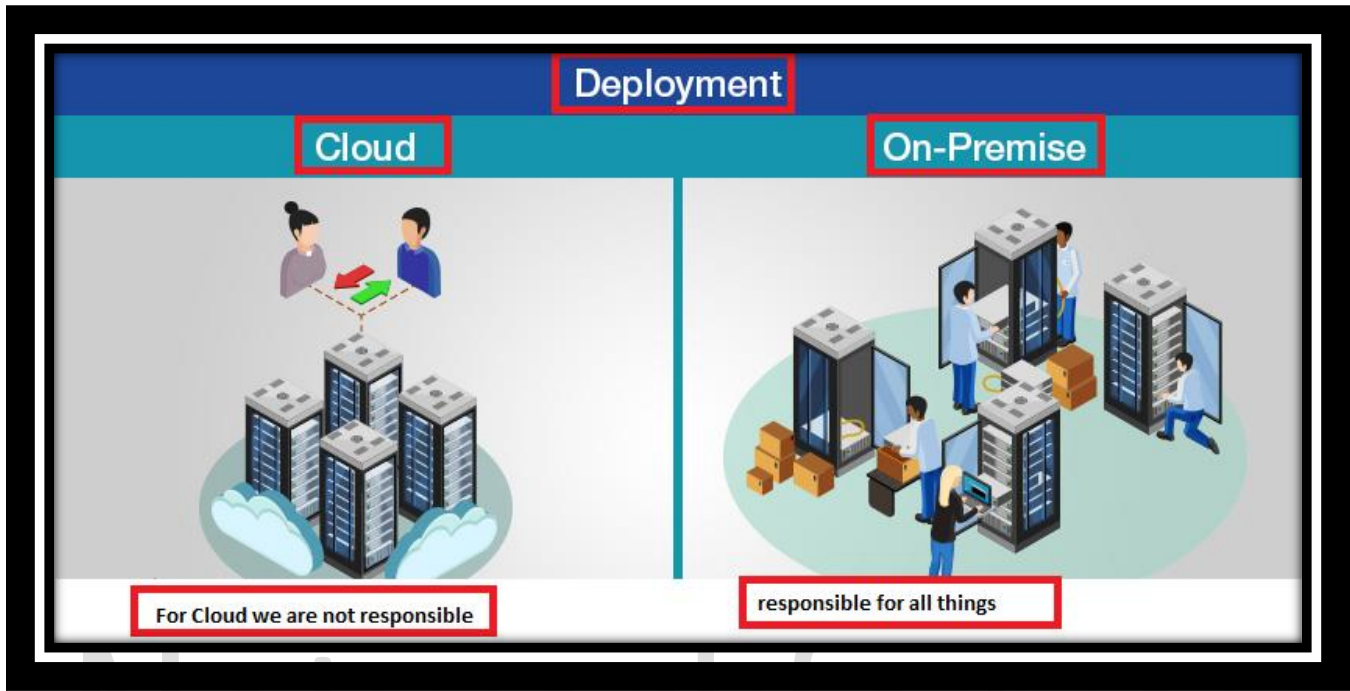 Deployment
Cloud
On-Premise
For Cloud we are not responsible
responsible for all things